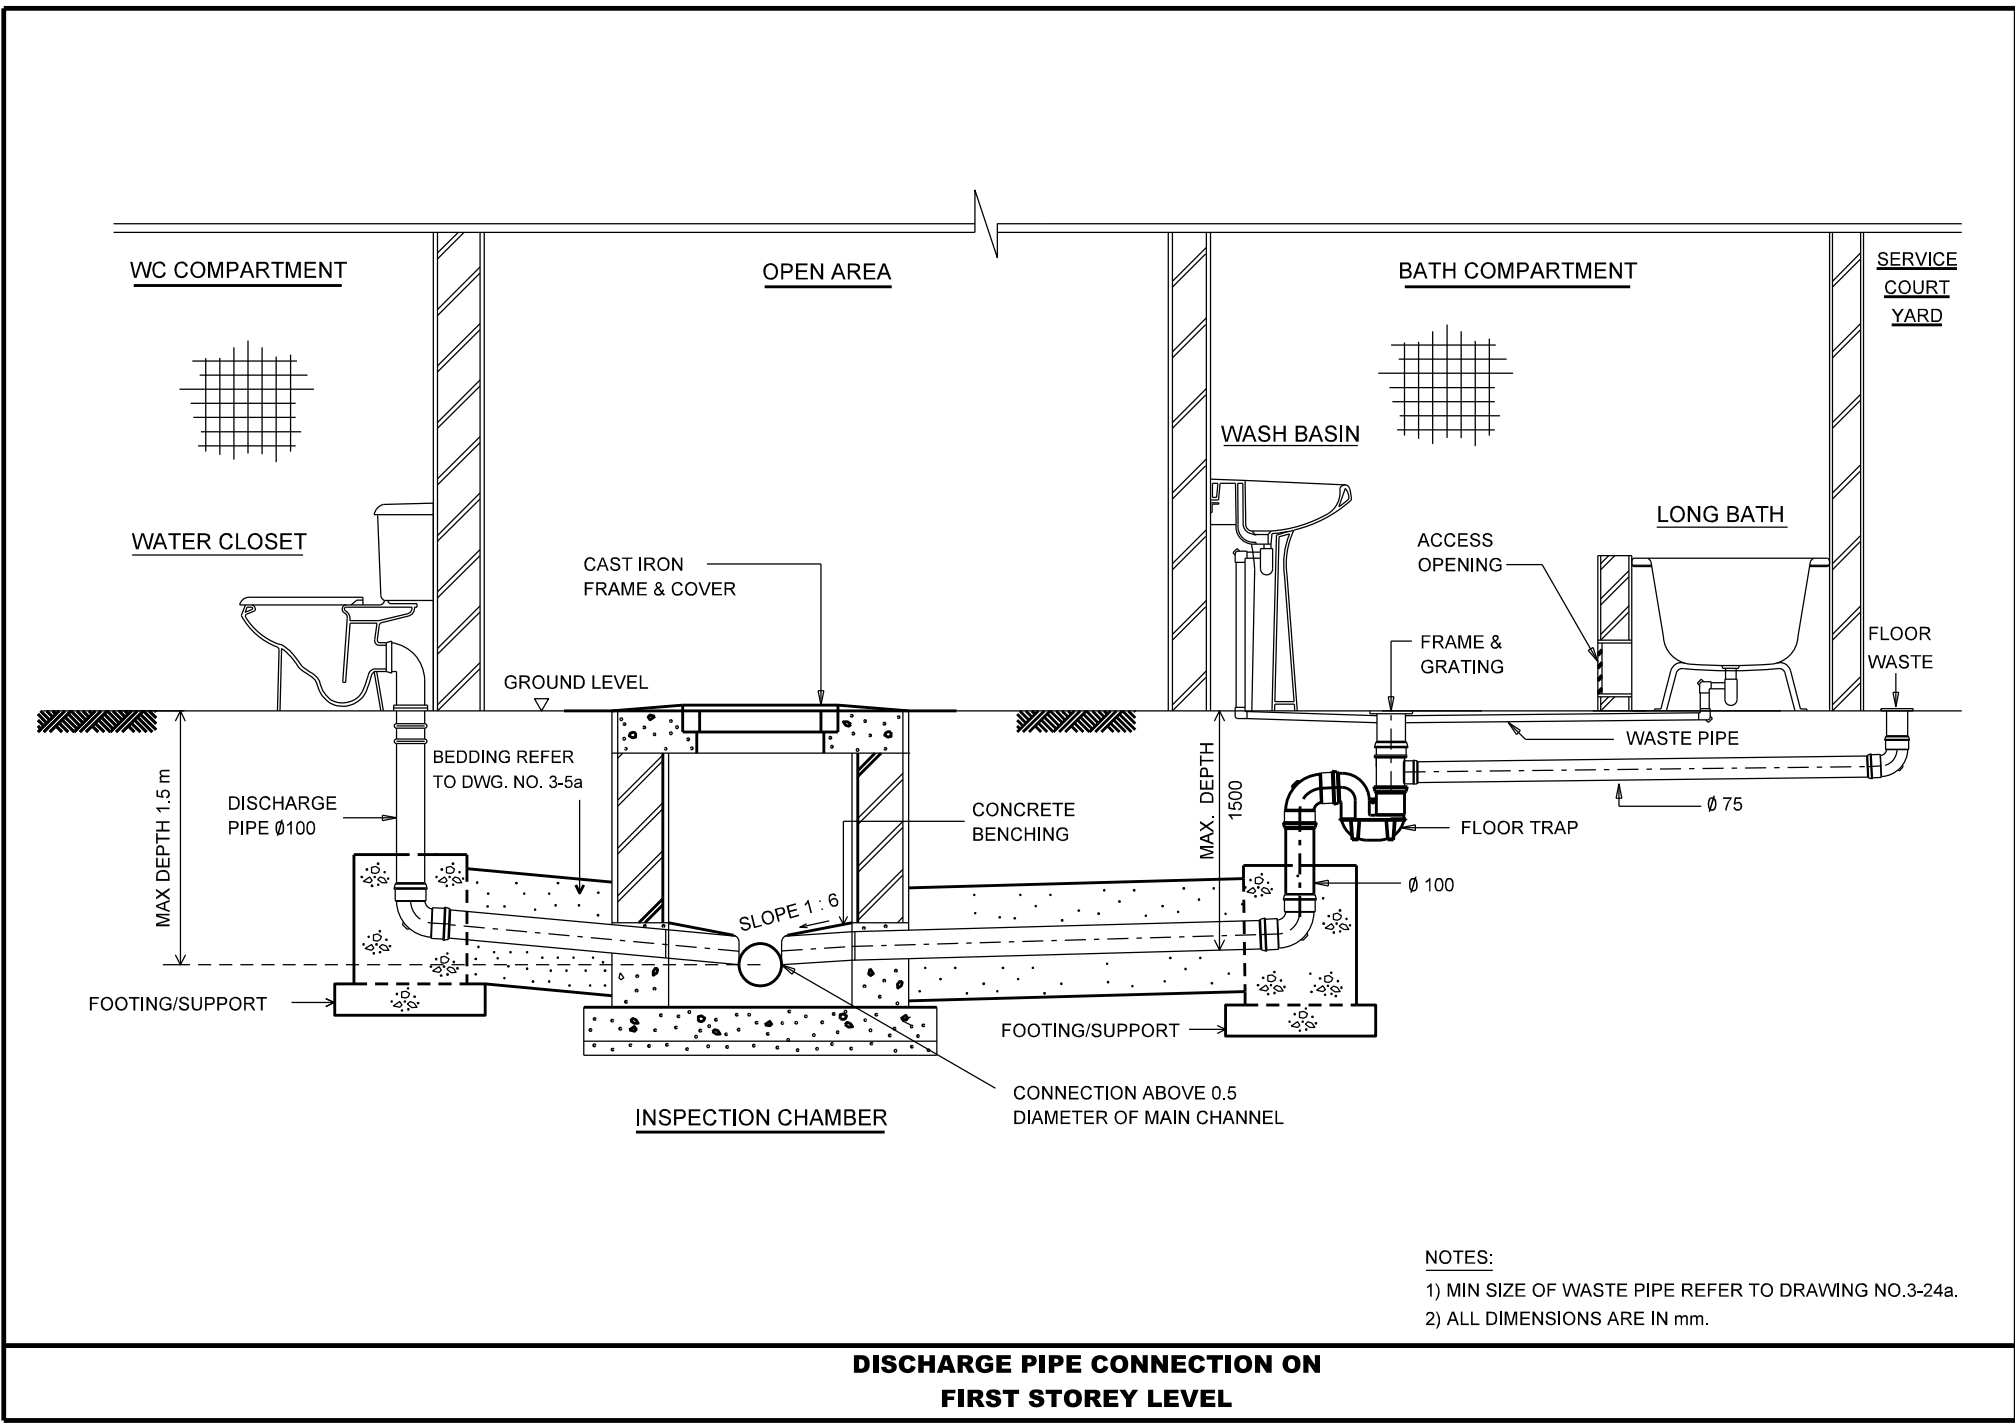 WC COMPARTMENT
OPEN AREA
BATH COMPARTMENT
SERVICE
COURT
YARD
WASH BASIN
WATER CLOSET
LONG BATH
CAST IRON
FRAME & COVER
ACCESS
OPENING
FRAME &
GRATING
FLOOR
WASTE
GROUND LEVEL
WASTE PIPE
BEDDING REFER
TO DWG. NO. 3-5a
MAX DEPTH 1.5 m
DISCHARGE
PIPE Ø100
CONCRETE
BENCHING
MAX. DEPTH
1500
Ø 75
FLOOR TRAP
Ø 100
SLOPE 1 : 6
FOOTING/SUPPORT
FOOTING/SUPPORT
CONNECTION ABOVE 0.5
DIAMETER OF MAIN CHANNEL
INSPECTION CHAMBER
NOTES:
1) MIN SIZE OF WASTE PIPE REFER TO DRAWING NO.3-24a.
2) ALL DIMENSIONS ARE IN mm.
DISCHARGE PIPE CONNECTION ON
FIRST STOREY LEVEL